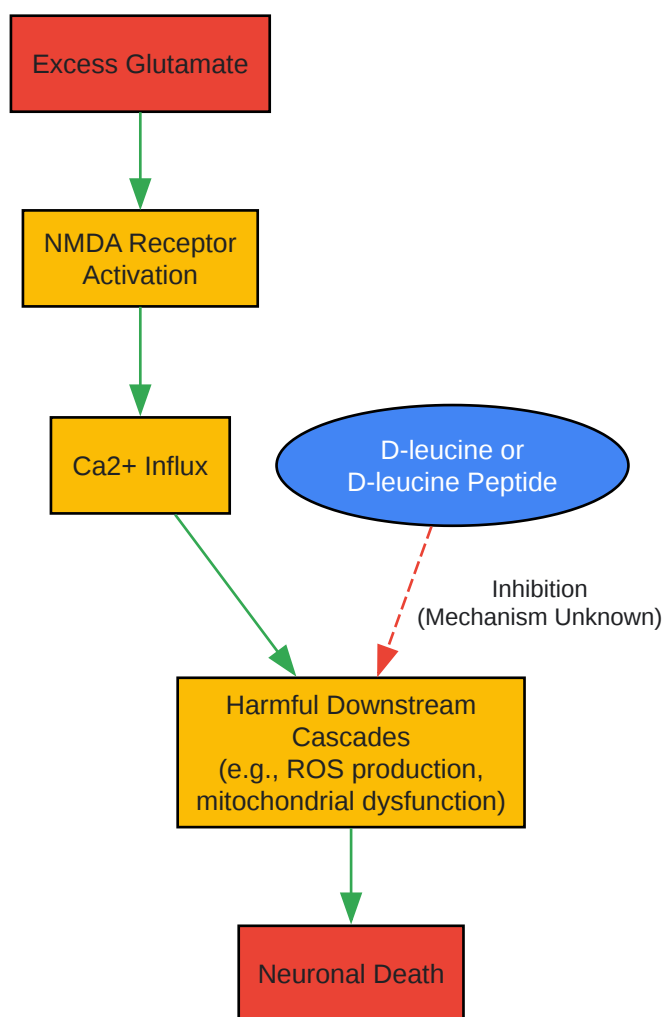 Excess Glutamate
NMDA Receptor
Activation
Ca2+ Influx
D-leucine or
D-leucine Peptide
Inhibition
(Mechanism Unknown)
Harmful Downstream
Cascades
(e.g., ROS production,
mitochondrial dysfunction)
Neuronal Death